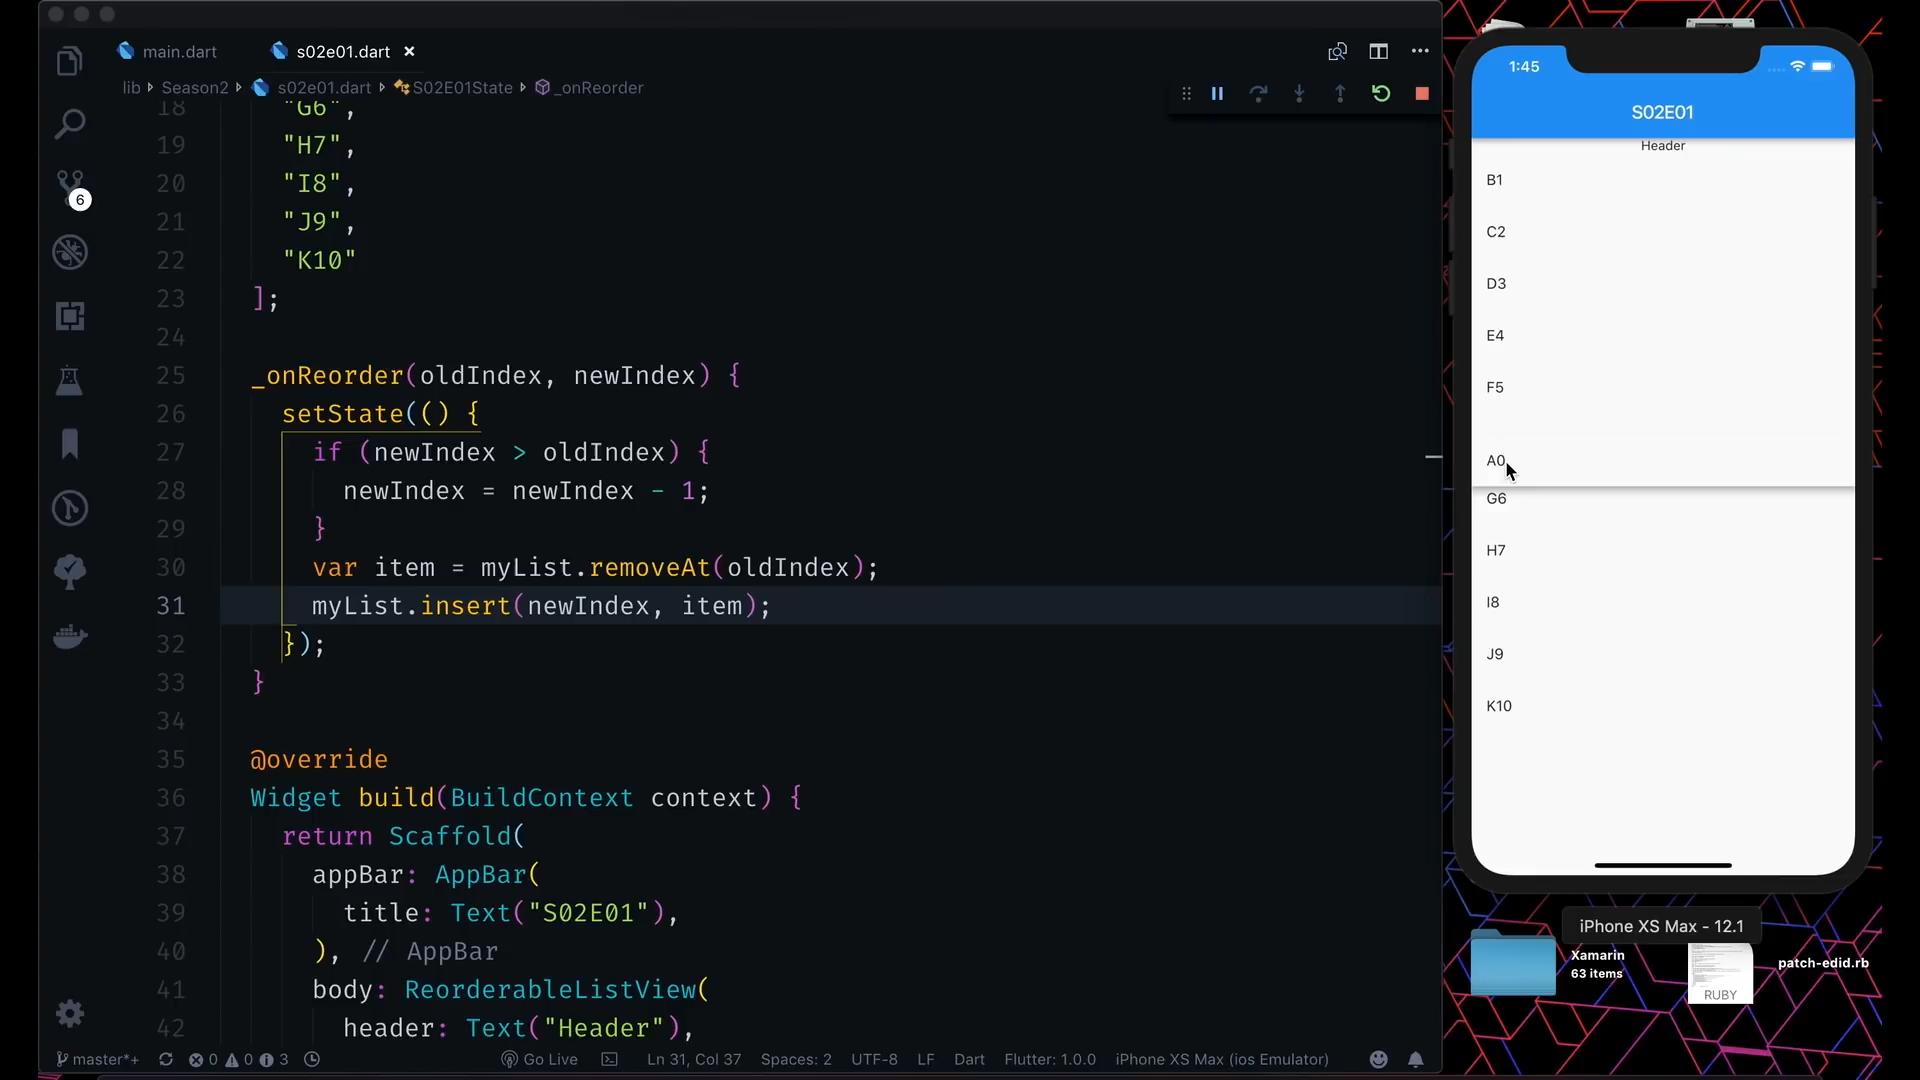 main.dart
s02e01.dart ×
lib
Season2
s02e01.dart
S02E01State
_onReorder
18 "G6",
19 "H7",
20 "I8",
21 "J9",
22 "K10"
23 ];
24
25 _onReorder(oldIndex, newIndex) {
26 setState(() {
27 if (newIndex > oldIndex) {
28 newIndex = newIndex - 1;
29 }
30 var item = myList.removeAt(oldIndex);
31 myList.insert(newIndex, item);
32 });
33 }
34
35 @override
36 Widget build(BuildContext context) {
37 return Scaffold(
38 appBar: AppBar(
39 title: Text("S02E01"),
40 ), // AppBar
41 body: ReorderableListView(
42 header: Text("Header"),
6
master*+
0
0
3
Go Live
Ln 31, Col 37
Spaces: 2
UTF-8
LF
Dart
Flutter: 1.0.0
iPhone XS Max (ios Emulator)
1:45
S02E01
Header
B1
C2
D3
E4
F5
A0
G6
H7
I8
J9
K10
iPhone XS Max - 12.1
Xamarin
63 items
RUBY
patch-edid.rb